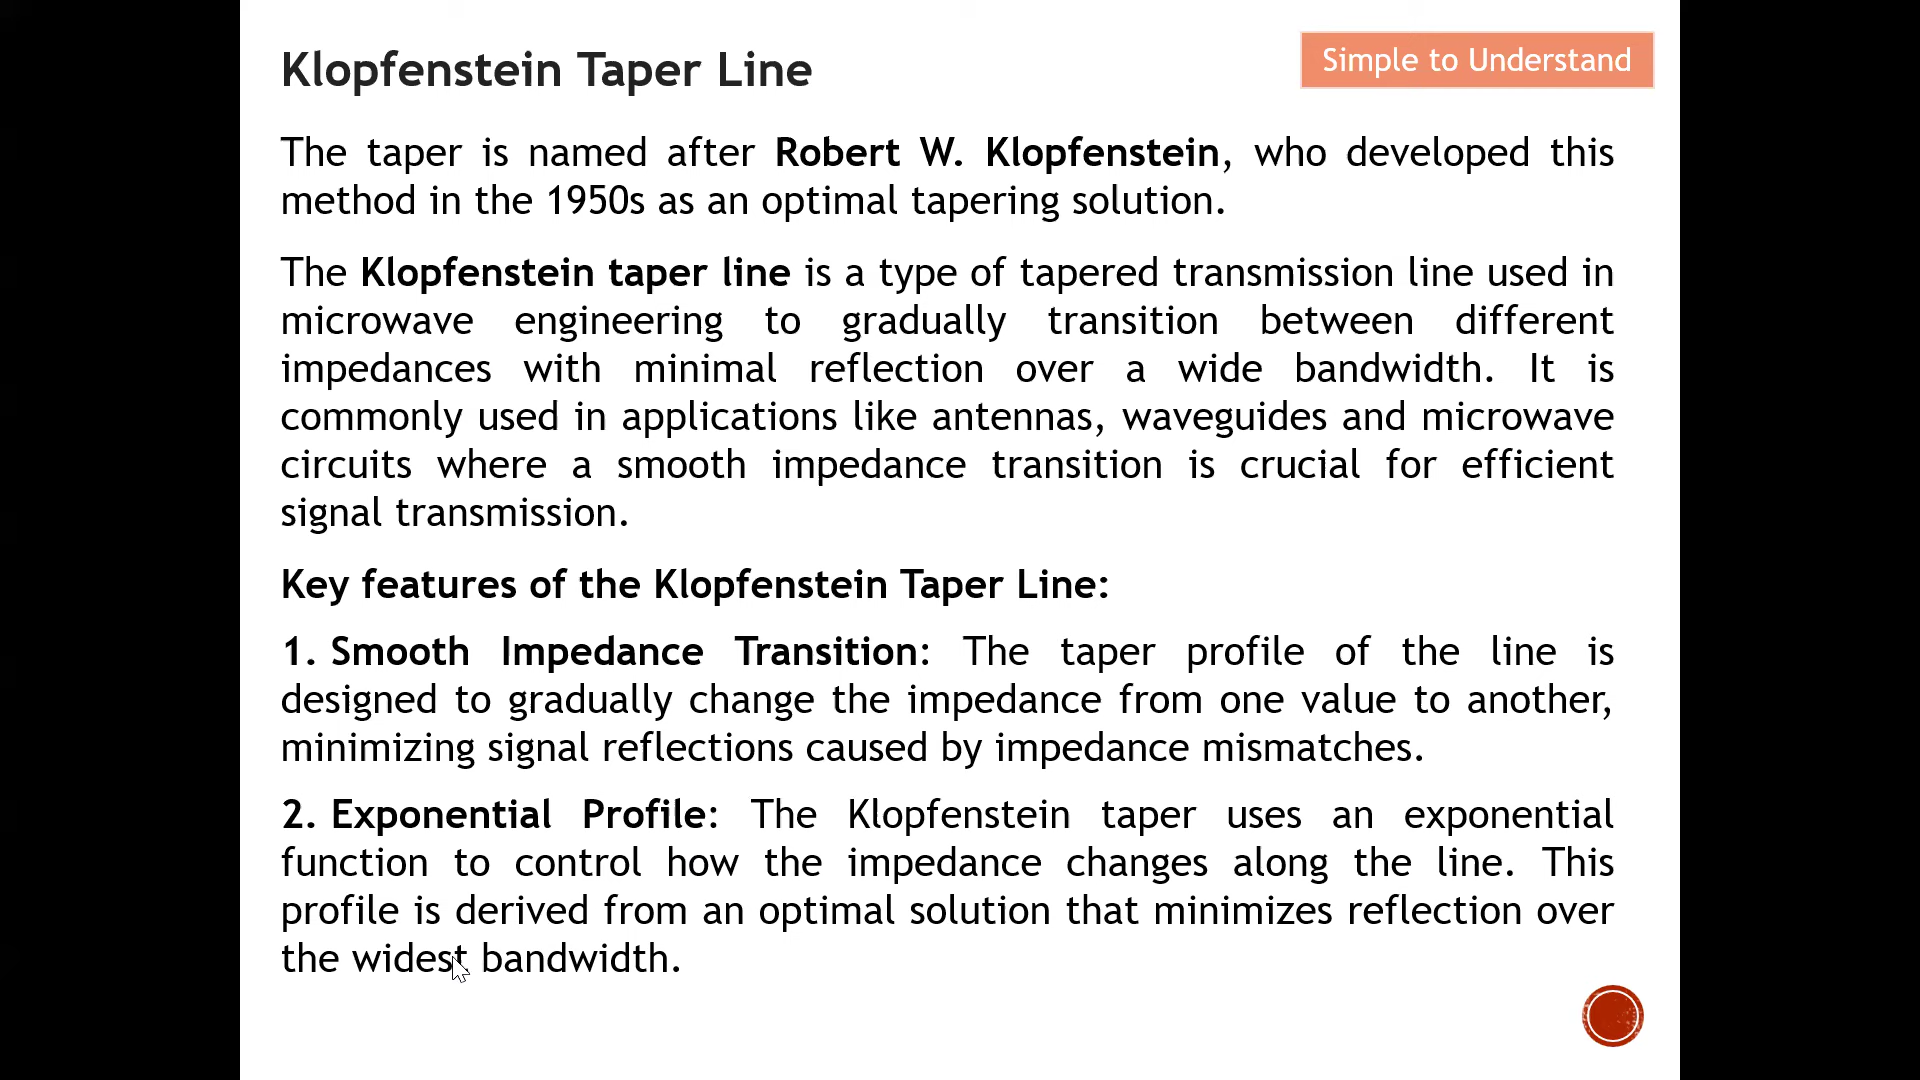 Klopfenstein Taper Line
Simple to Understand
The taper is named after Robert W. Klopfenstein, who developed this
method in the 1950s as an optimal tapering solution.
The Klopfenstein taper line is a type of tapered transmission line used in
microwave engineering to gradually transition between different
impedances with minimal reflection over a wide bandwidth. It is
commonly used in applications like antennas, waveguides and microwave
circuits where a smooth impedance transition is crucial for efficient
signal transmission.
Key features of the Klopfenstein Taper Line:
1. Smooth Impedance Transition: The taper profile of the line is
designed to gradually change the impedance from one value to another,
minimizing signal reflections caused by impedance mismatches.
2. Exponential Profile: The Klopfenstein taper uses an exponential
function to control how the impedance changes along the line. This
profile is derived from an optimal solution that minimizes reflection over
the widest bandwidth.